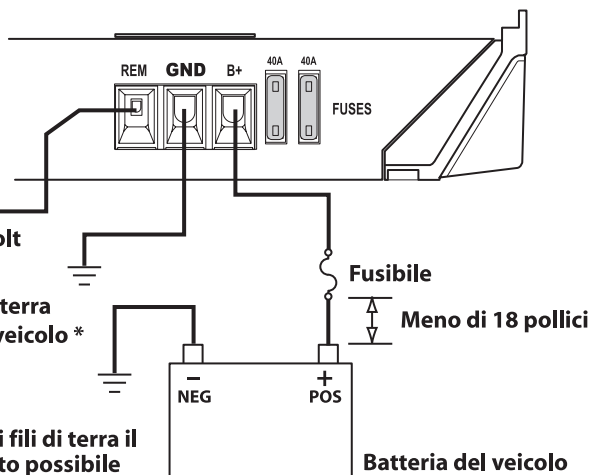 REM GND B+ 40A 40A
FUSES
olt
Fusibile
terra
veicolo *
Meno di 18 pollici
− NEG
+ POS
i fili di terra il
to possibile
Batteria del veicolo